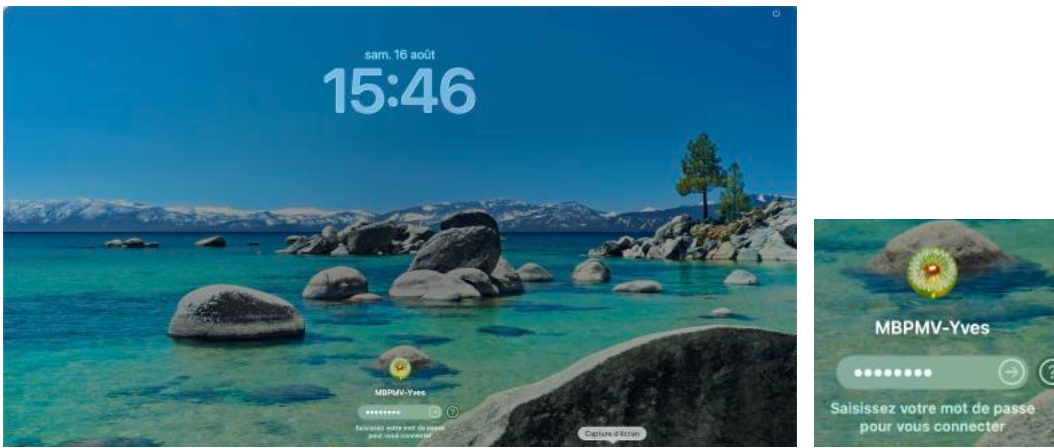 sam. 16 août
15:46
MBPMV-Yves
Saisissez votre mot de passe
pour vous connecter
Capture d'écran
MBPMV-Yves
?
Saisissez votre mot de passe
pour vous connecter